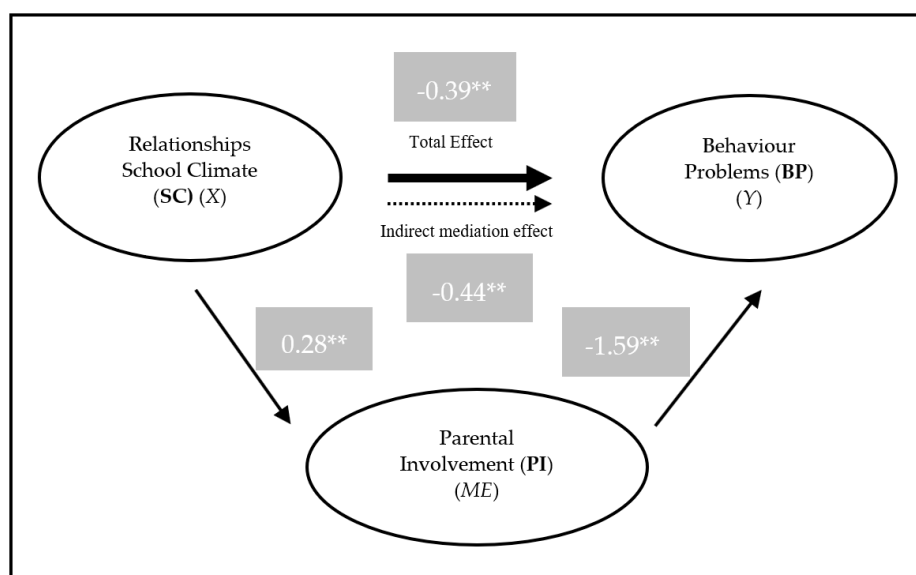 -0.39**
Total Effect
Relationships
School Climate
(SC) (X)
Behaviour
Problems (BP)
(Y)
Indirect mediation effect
-0.44**
0.28**
-1.59**
Parental
Involvement (PI)
(ME)